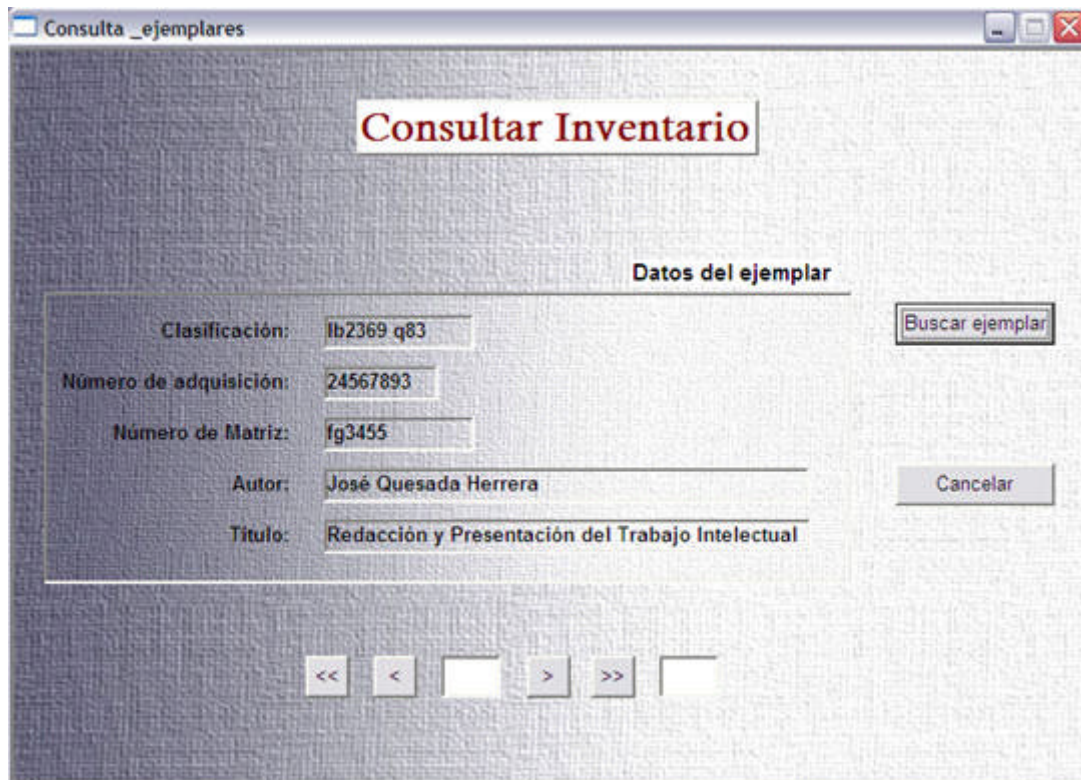 Consulta _ejemplares
Consultar Inventario
Datos del ejemplar
Clasificación: lb2369 q83
Buscar ejemplar
Número de adquisición: 24567893
Número de Matriz: fg3455
Autor: José Quesada Herrera
Cancelar
Título: Redacción y Presentación del Trabajo Intelectual
<< < > >>